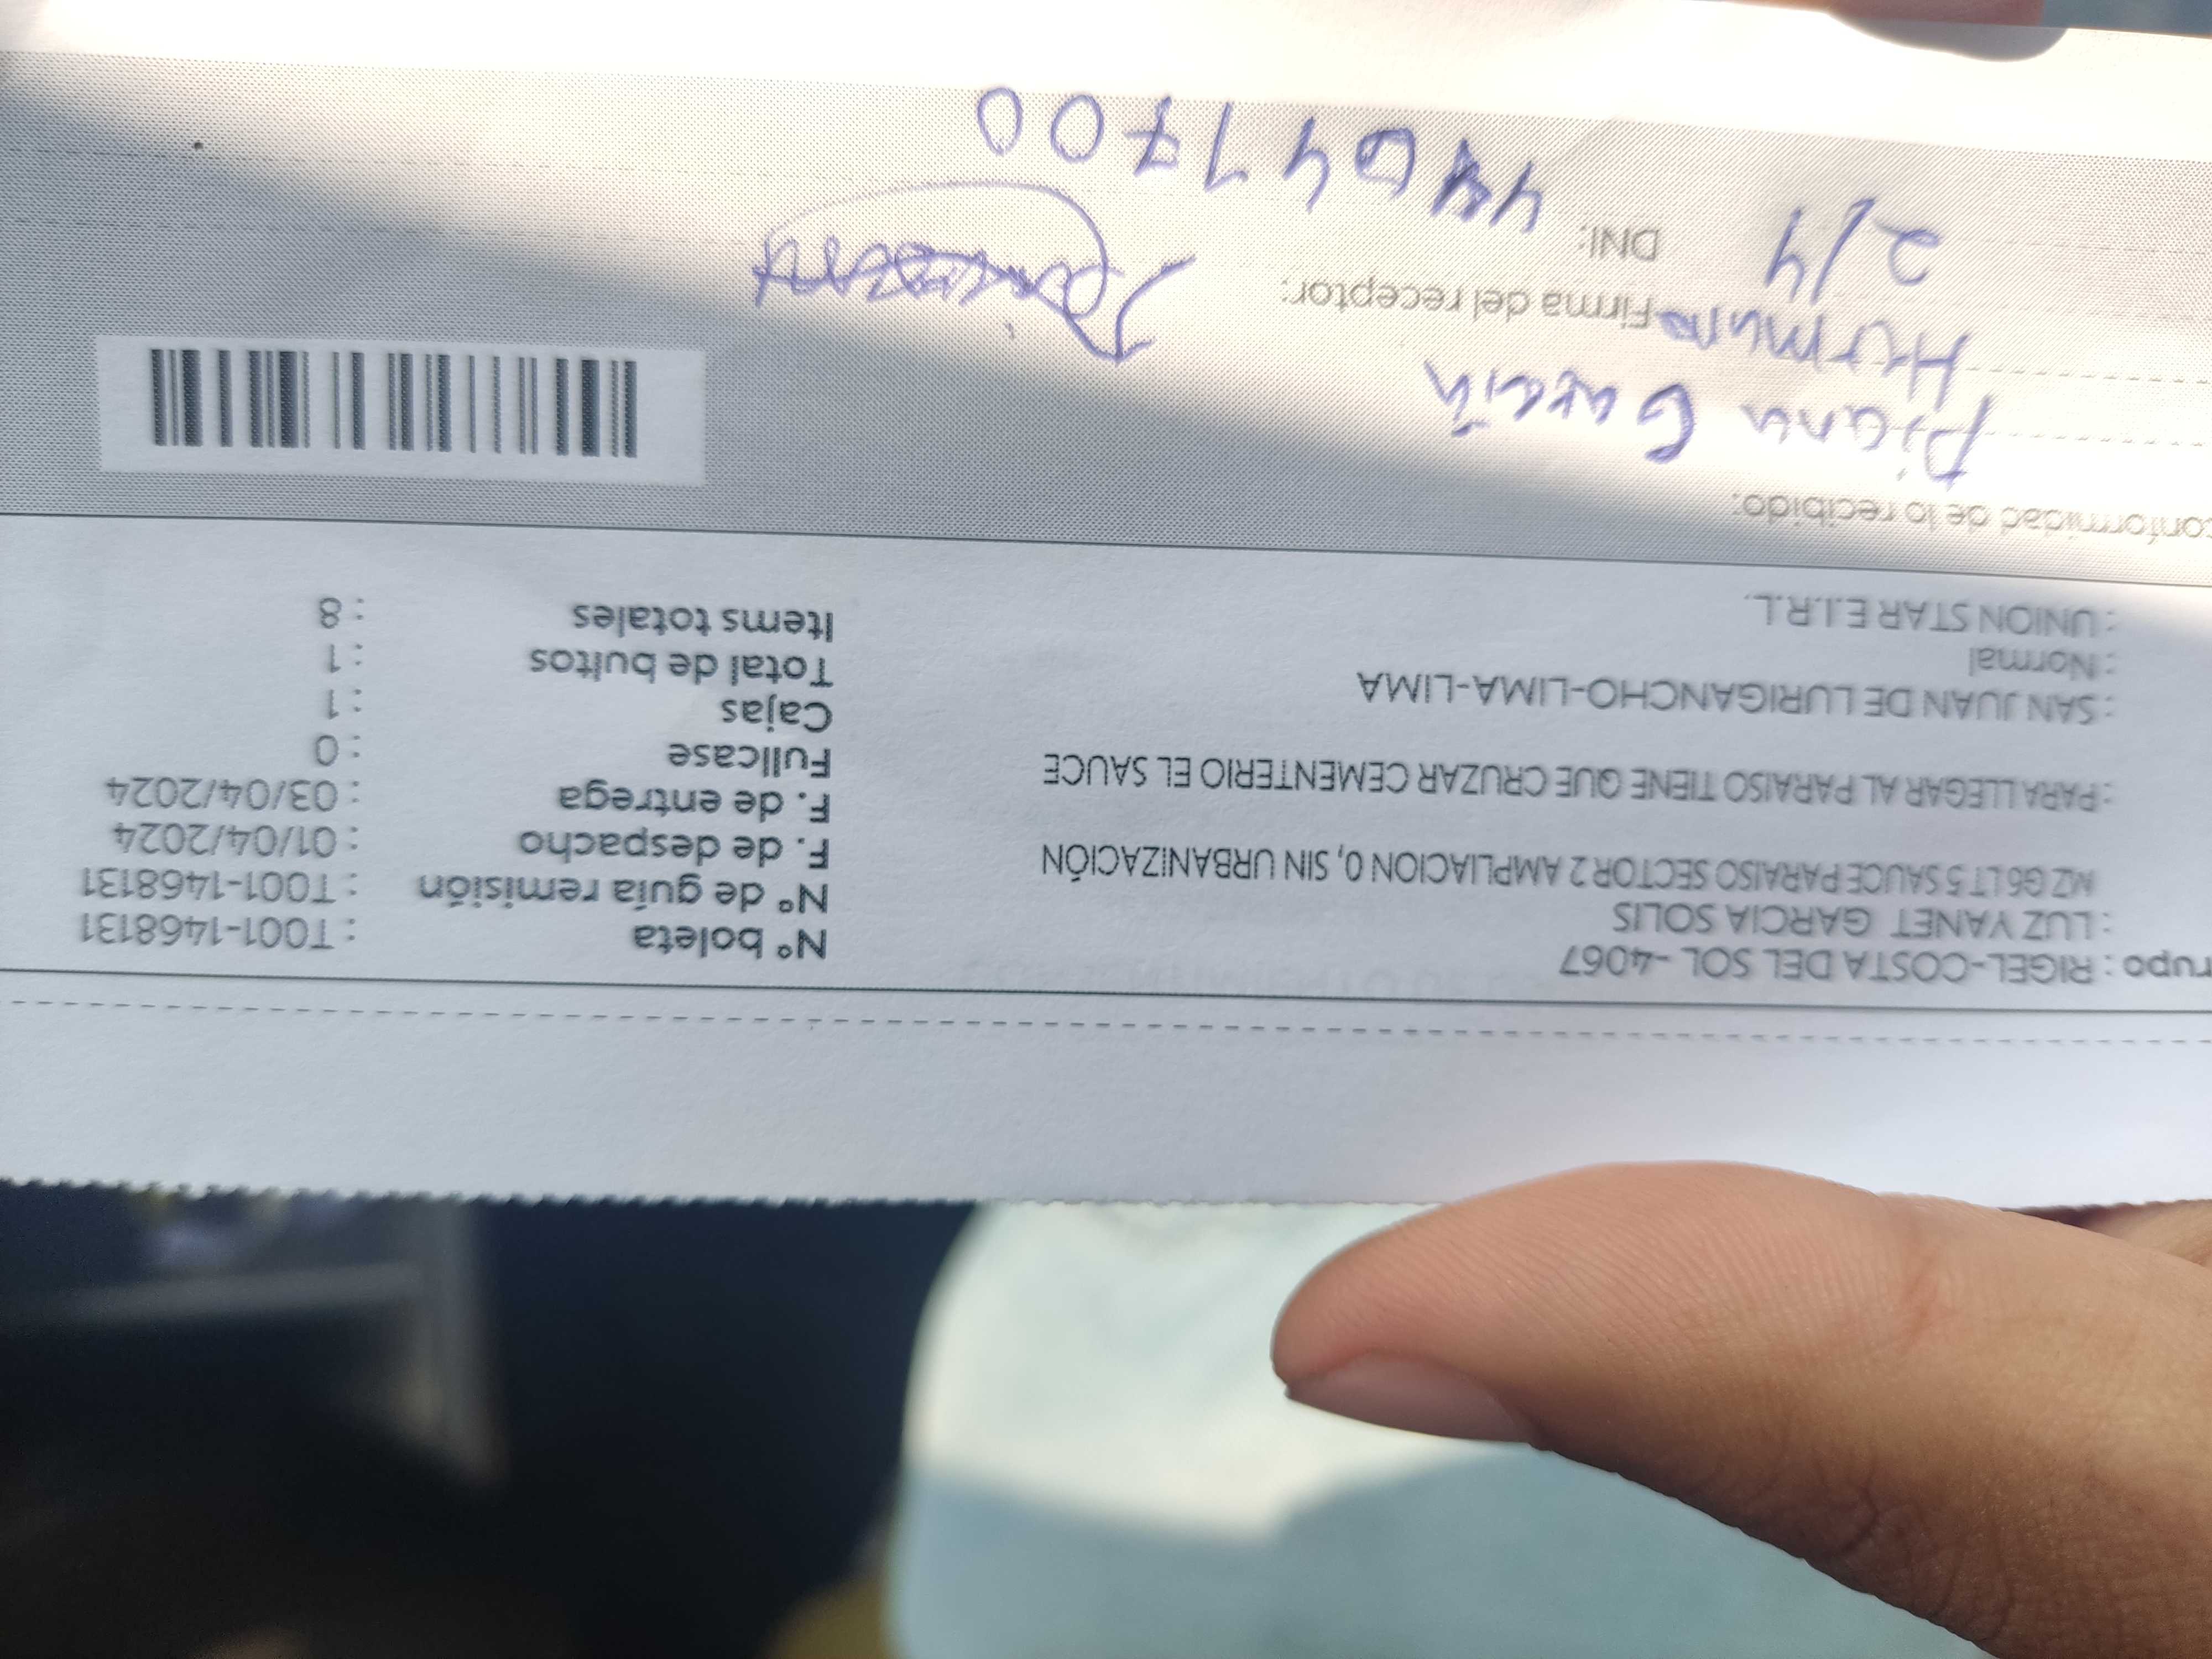 rupo : RIGEL-COSTA DEL SOL -4067
: LUZ YANET GARCIA SOLIS
MZ G6 LT 5 SAUCE PARAISO SECTOR 2 AMPLIACION 0, SIN URBANIZACIÓN
: PARA LLEGAR AL PARAISO TIENE QUE CRUZAR CEMENTERIO EL SAUCE
: SAN JUAN DE LURIGANCHO-LIMA-LIMA
: Normal
: UNION STAR E.I.R.L.
Nº boleta : T001-1468131
Nº de guía remisión : T001-1468131
F. de despacho : 01/04/2024
F. de entrega : 03/04/2024
Fullcase : 0
Cajas : 1
Total de bultos : 1
Items totales : 8
onformidad de lo recibido:
Diana Garcia
Hermana
Firma del receptor:
2/4
DNI: